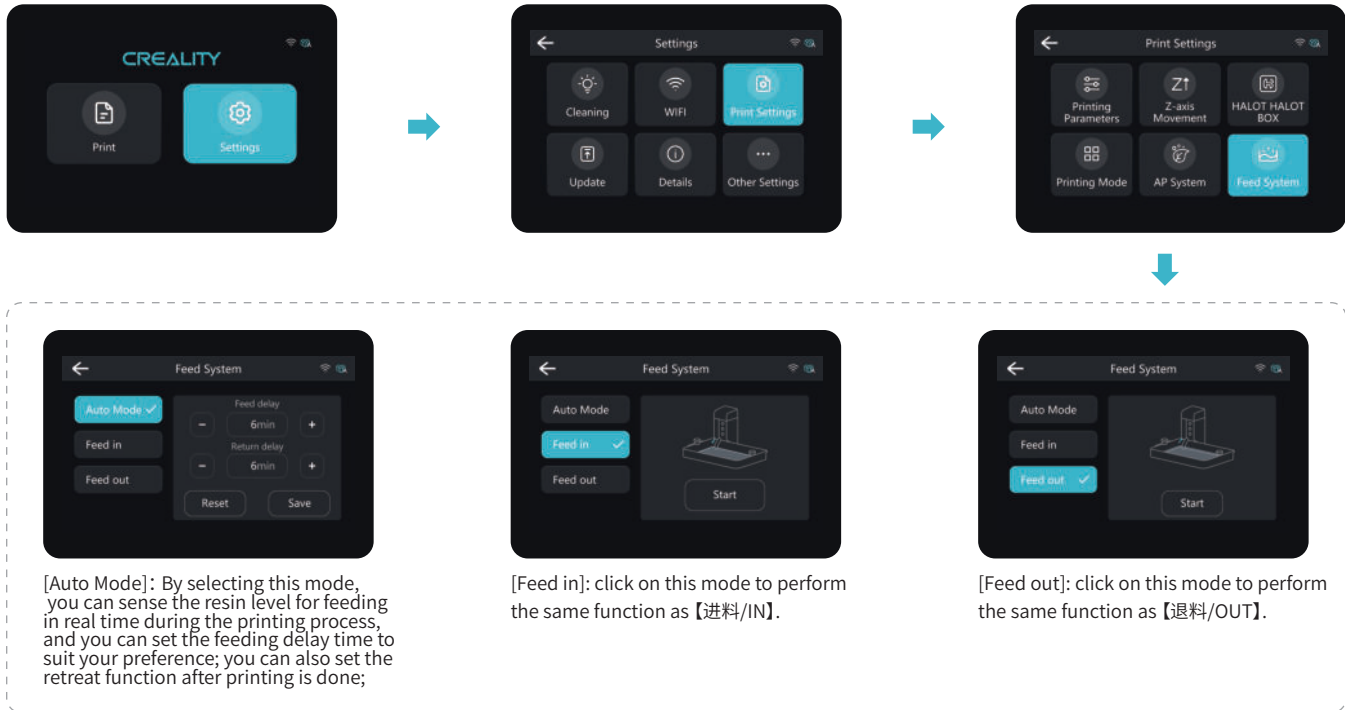 CREALITY
Print
Settings
Settings
Cleaning
WIFI
Print Settings
Update
Details
Other Settings
Print Settings
Printing
Parameters
Z↑
Z-axis
Movement
HALOT HALOT
BOX
Printing Mode
AP System
Feed System
Feed System
Auto Mode
Feed in
Feed out
Feed delay
- 6min +
Return delay
- 6min +
Reset
Save
[Auto Mode]: By selecting this mode,
you can sense the resin level for feeding
in real time during the printing process,
and you can set the feeding delay time to
suit your preference; you can also set the
retreat function after printing is done;
Feed System
Auto Mode
Feed in
Feed out
Start
[Feed in]: click on this mode to perform
the same function as【进料/IN】.
Feed System
Auto Mode
Feed in
Feed out
Start
[Feed out]: click on this mode to perform
the same function as【退料/OUT】.